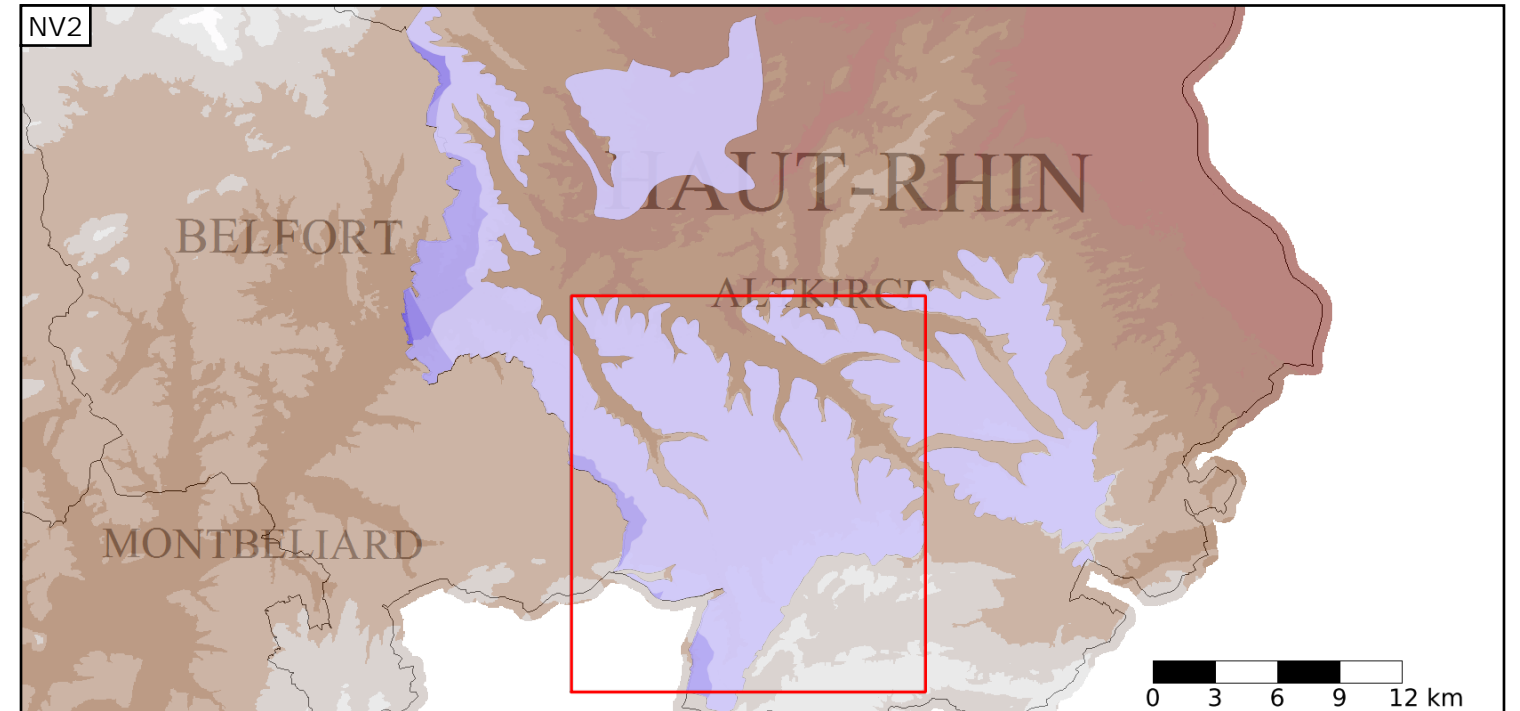 NV2
HAUT-RHIN
BELFORT
ALTKIRCH
MONTBELIARD
0 3 6 9 12 km